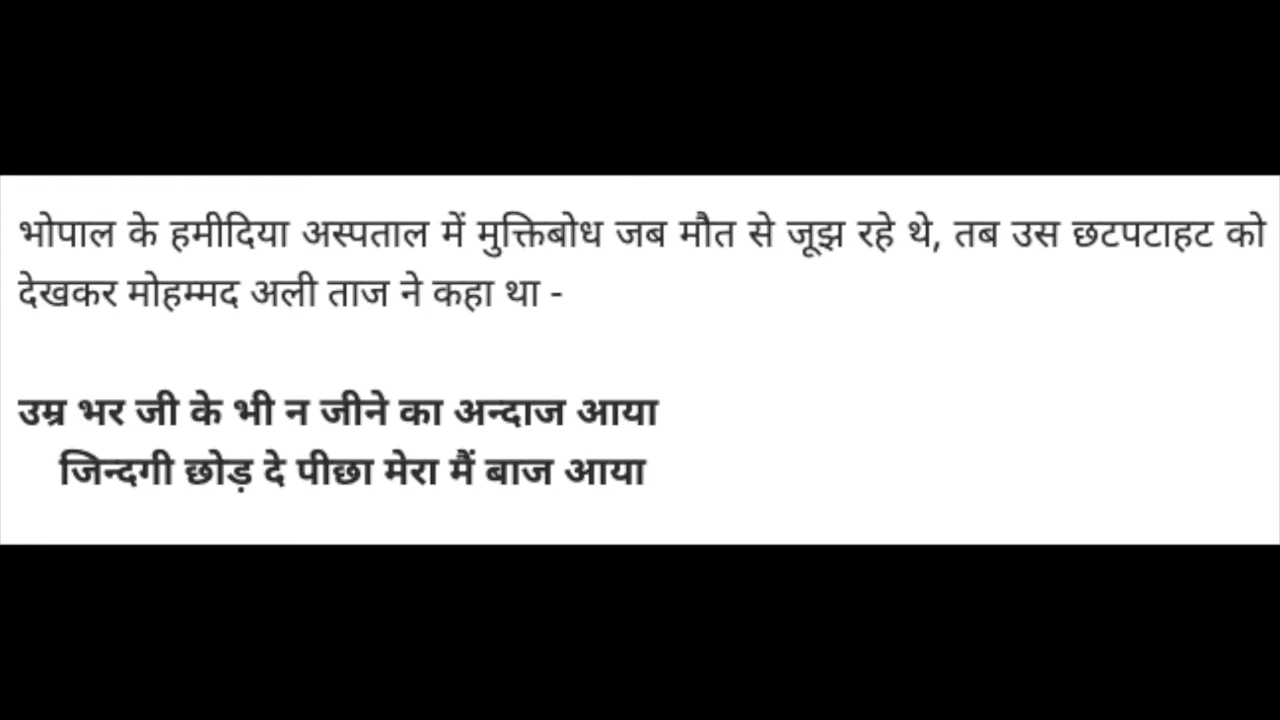 भोपाल के हमीदिया अस्पताल में मुक्तिबोध जब मौत से जूझ रहे थे, तब उस छटपटाहट को
देखकर मोहम्मद अली ताज ने कहा था -
उम्र भर जी के भी न जीने का अन्दाज आया
जिन्दगी छोड़ दे पीछा मेरा मैं बाज आया